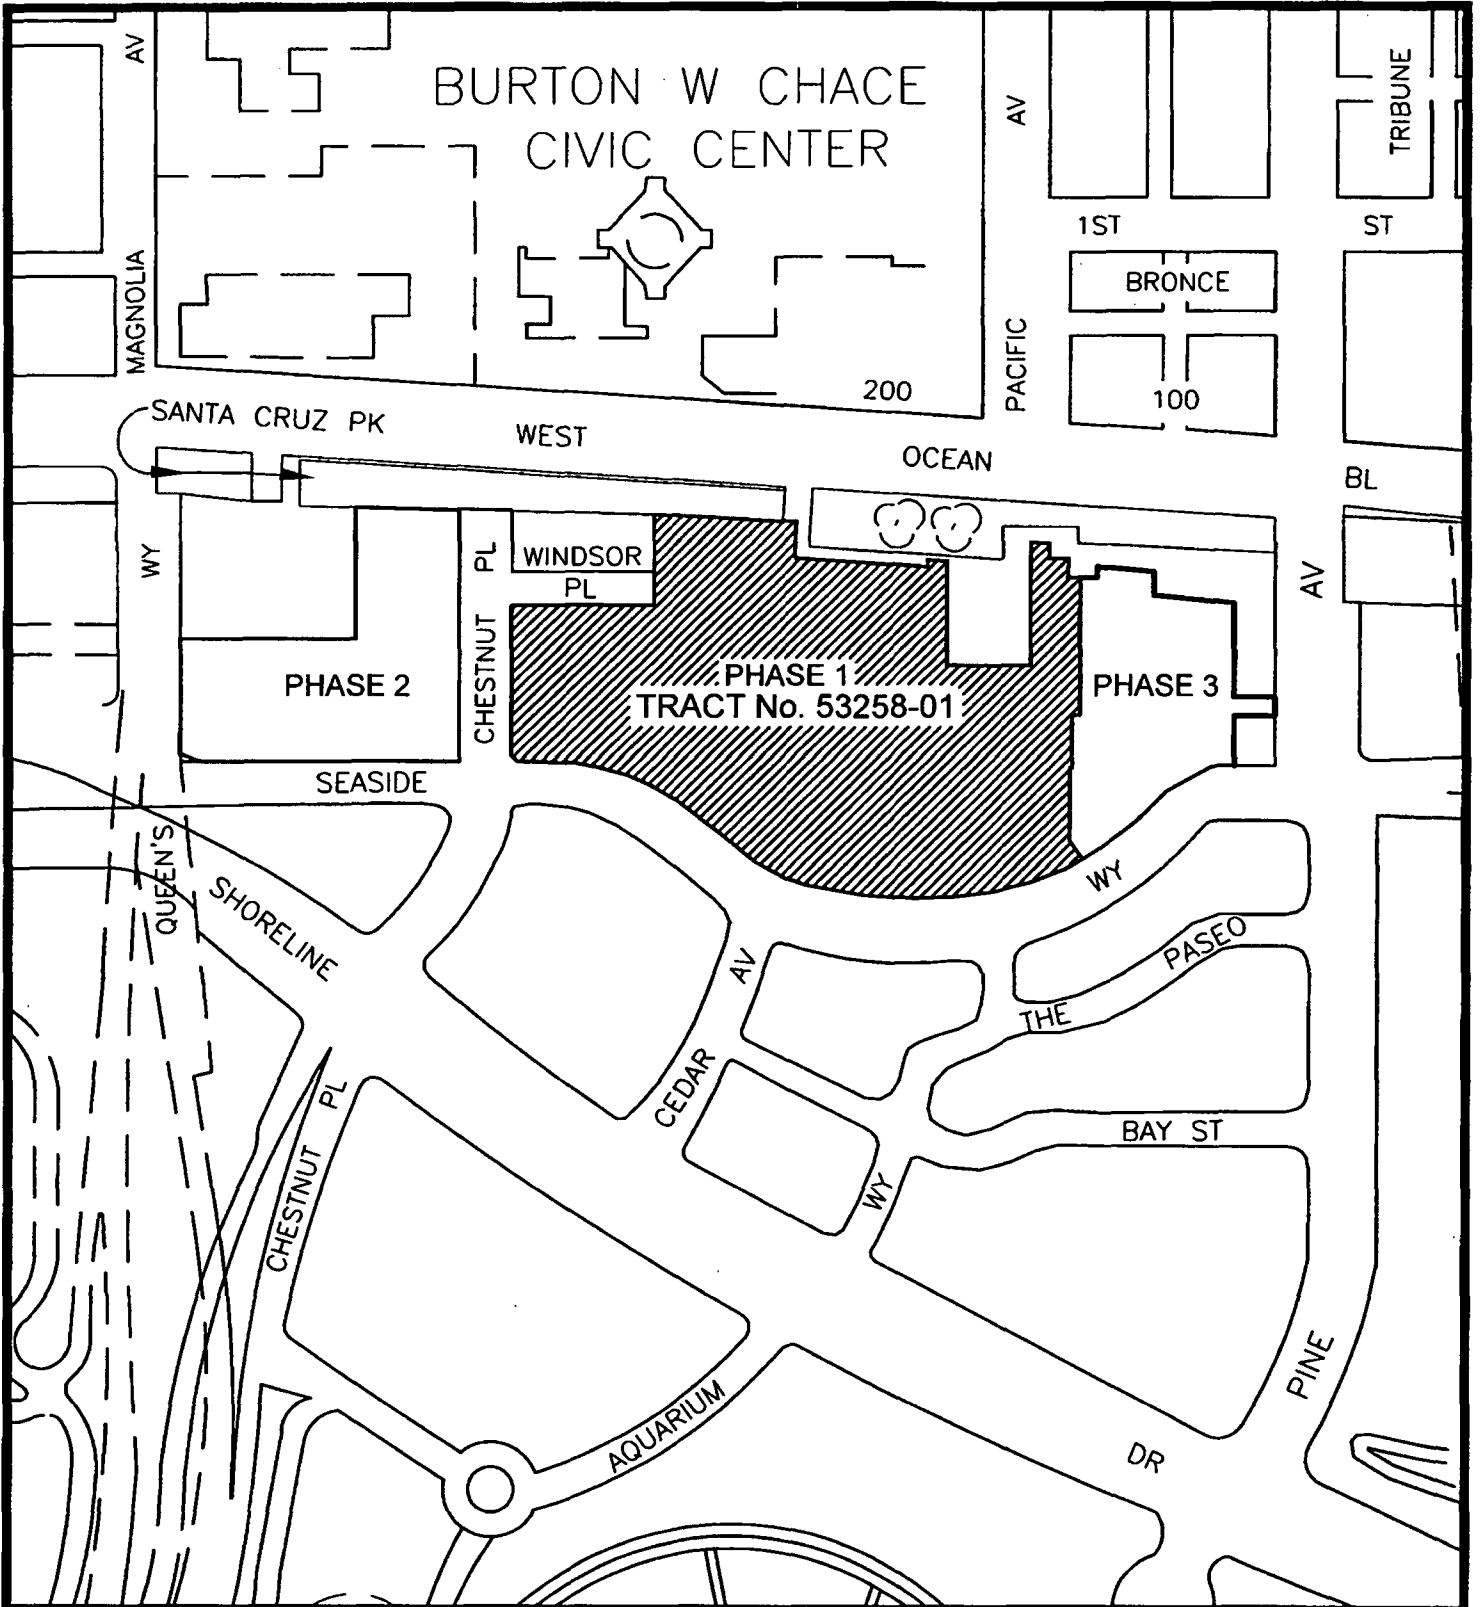 AV
BURTON W CHACE
CIVIC CENTER
AV
TRIBUNE
1ST
ST
BRONCE
MAGNOLIA
PACIFIC
200
100
SANTA CRUZ PK
WEST
OCEAN
BL
WY
PL
WINDSOR
PL
AV
CHESTNUT
PHASE 2
PHASE 1
TRACT No. 53258-01
PHASE 3
SEASIDE
QUEEN'S
SHORELINE
WY
PASEO
THE
AV
CEDAR
PL
CHESTNUT
BAY ST
WY
PINE
AQUARIUM
DR